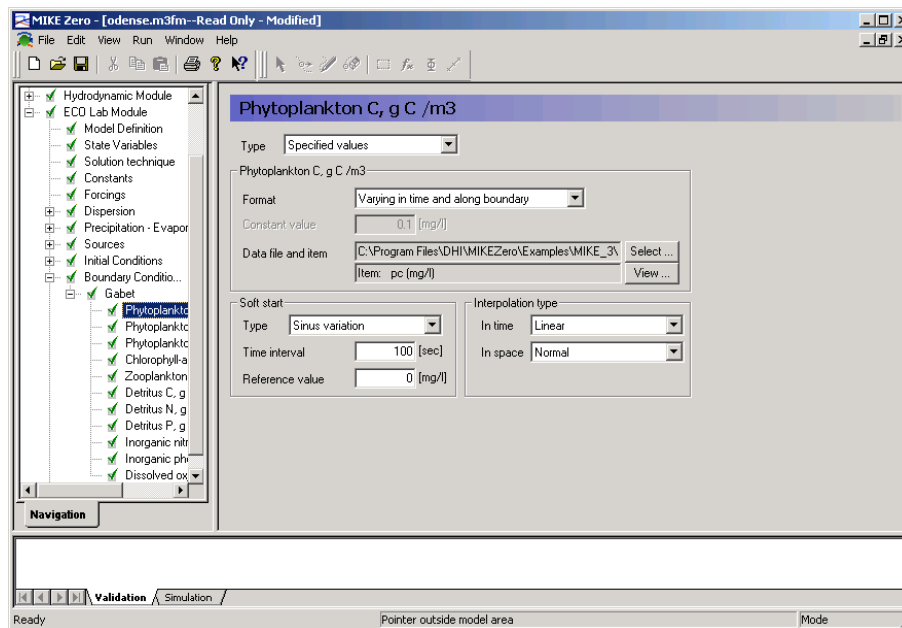 MIKE Zero - [odense.m3fm--Read Only - Modified]
File Edit View Run Window Help
Hydrodynamic Module
ECO Lab Module
Model Definition
State Variables
Solution technique
Constants
Forcings
Dispersion
Precipitation - Evapor
Sources
Initial Conditions
Boundary Conditio...
Gabet
Phytoplankto
Phytoplankto
Phytoplankto
Chlorophyll-a
Zooplankton
Detritus C, g
Detritus N, g
Detritus P, g
Inorganic nitr
Inorganic pho
Dissolved ox
Navigation
Phytoplankton C, g C /m3
Type Specified values
Phytoplankton C, g C /m3
Format Varying in time and along boundary
Constant value 0.1 [mg/l]
Data file and item C:\Program Files\DHI\MIKEZero\Examples\MIKE_3\ Select ...
Item: pc (mg/l) View ...
Soft start
Type Sinus variation
Time interval 100 [sec]
Reference value 0 [mg/l]
Interpolation type
In time Linear
In space Normal
Validation Simulation
Ready Pointer outside model area Mode